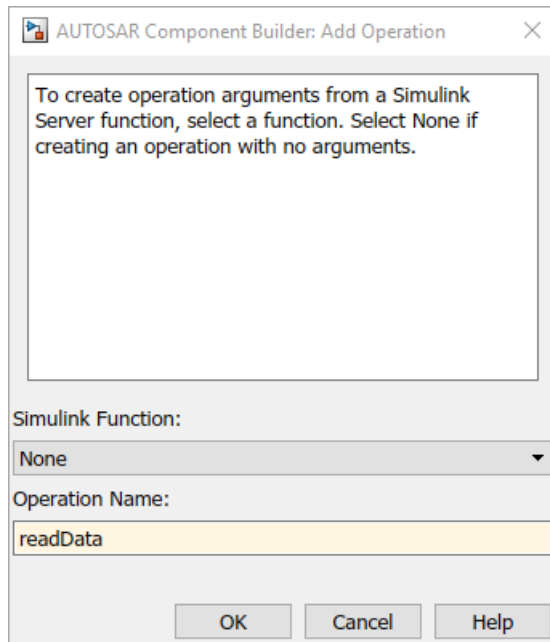 AUTOSAR Component Builder: Add Operation
To create operation arguments from a Simulink
Server function, select a function. Select None if
creating an operation with no arguments.
Simulink Function:
None
Operation Name:
readData
OK Cancel Help